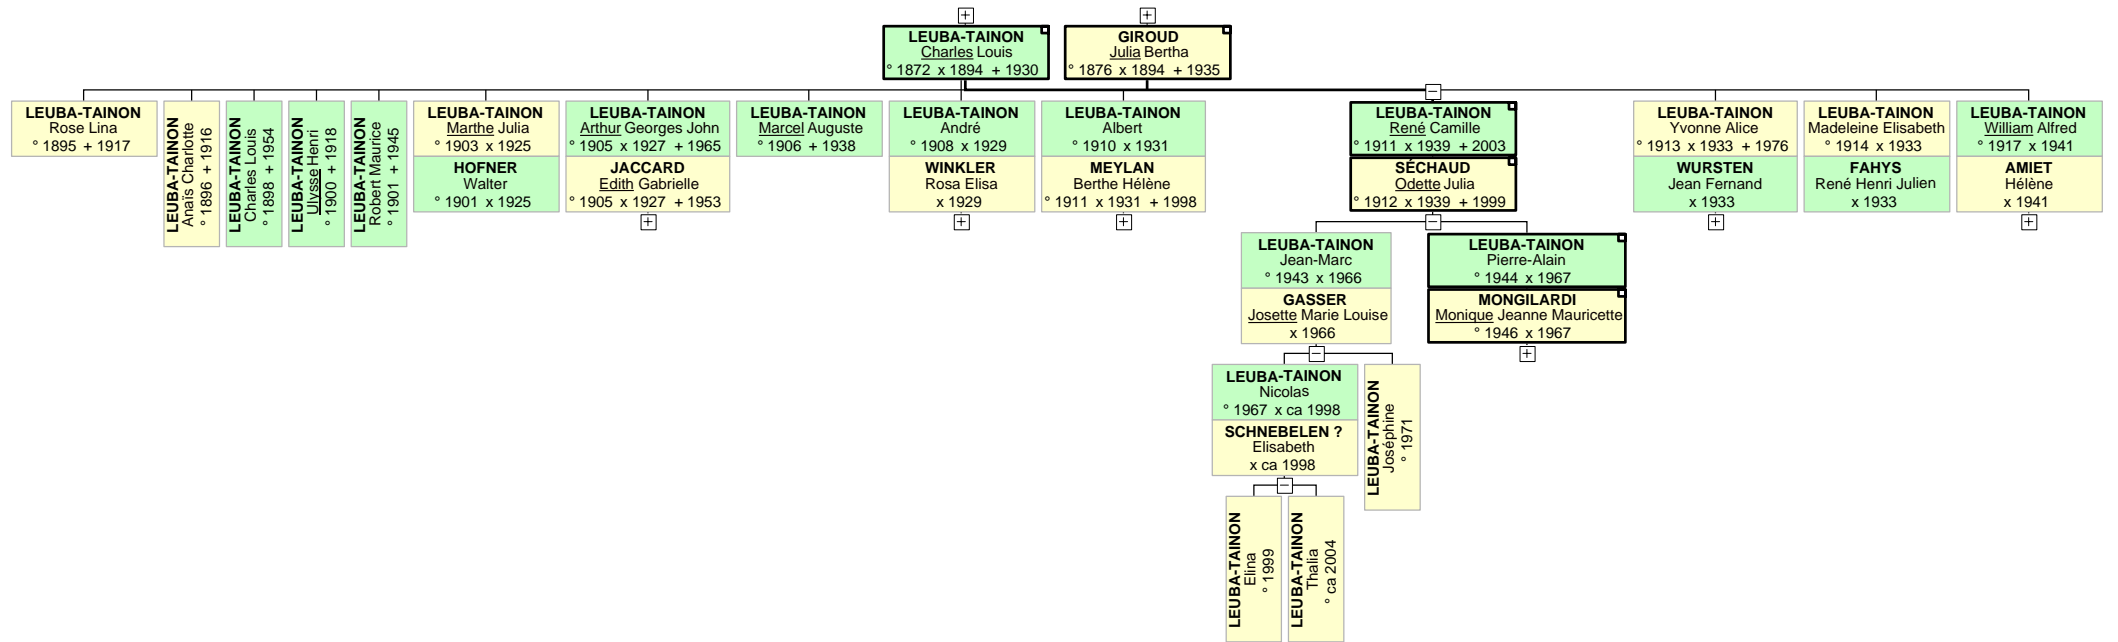 LEUBA-TAINON
Charles Louis
° 1872 x 1894 + 1930
GIROUD
Julia Bertha
° 1876 x 1894 + 1935
LEUBA-TAINON
Rose Lina
° 1895 + 1917
LEUBA-TAINON
Anaïs Charlotte
° 1896 + 1916
LEUBA-TAINON
Charles Louis
° 1898 + 1954
LEUBA-TAINON
Ulysse Henri
° 1900 + 1918
LEUBA-TAINON
Robert Maurice
° 1901 + 1945
LEUBA-TAINON
Marthe Julia
° 1903 x 1925
HOFNER
Walter
° 1901 x 1925
LEUBA-TAINON
Arthur Georges John
° 1905 x 1927 + 1965
JACCARD
Edith Gabrielle
° 1905 x 1927 + 1953
LEUBA-TAINON
Marcel Auguste
° 1906 + 1938
LEUBA-TAINON
André
° 1908 x 1929
WINKLER
Rosa Elisa
x 1929
LEUBA-TAINON
Albert
° 1910 x 1931
MEYLAN
Berthe Hélène
° 1911 x 1931 + 1998
LEUBA-TAINON
René Camille
° 1911 x 1939 + 2003
SÉCHAUD
Odette Julia
° 1912 x 1939 + 1999
LEUBA-TAINON
Yvonne Alice
° 1913 x 1933 + 1976
WURSTEN
Jean Fernand
x 1933
LEUBA-TAINON
Madeleine Elisabeth
° 1914 x 1933
FAHYS
René Henri Julien
x 1933
LEUBA-TAINON
William Alfred
° 1917 x 1941
AMIET
Hélène
x 1941
LEUBA-TAINON
Jean-Marc
° 1943 x 1966
GASSER
Josette Marie Louise
x 1966
LEUBA-TAINON
Pierre-Alain
° 1944 x 1967
MONGILARDI
Monique Jeanne Mauricette
° 1946 x 1967
LEUBA-TAINON
Nicolas
° 1967 x ca 1998
SCHNEBELEN ?
Elisabeth
x ca 1998
LEUBA-TAINON
Joséphine
° 1971
LEUBA-TAINON
Elina
° 1999
LEUBA-TAINON
Thalia
° ca 2004